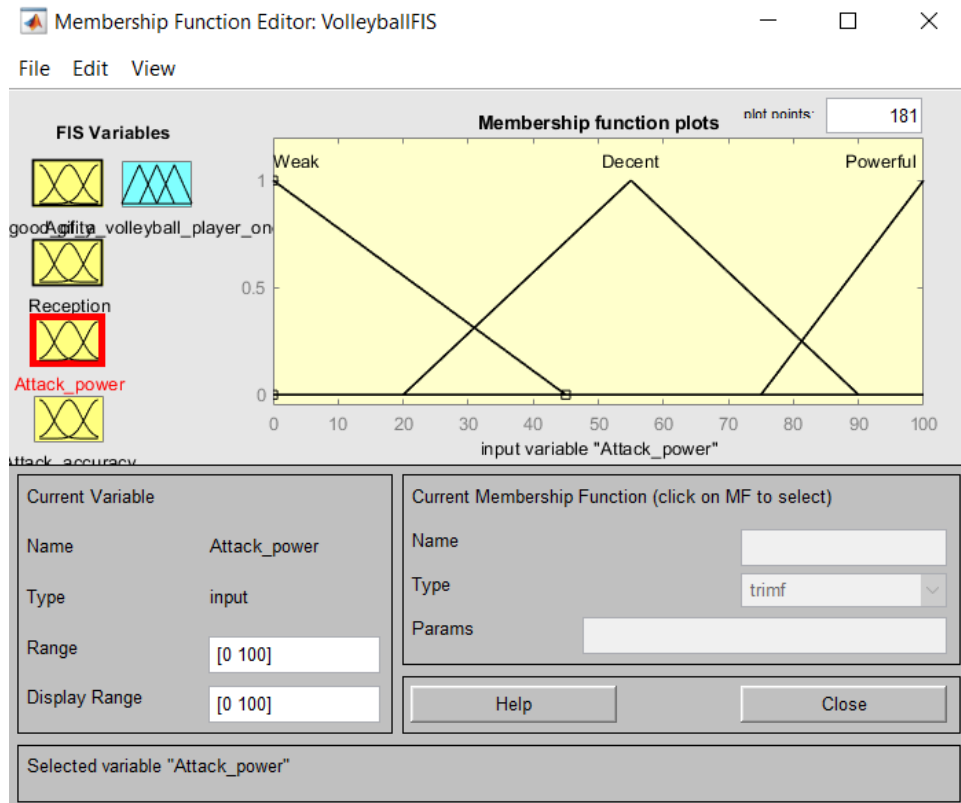 Membership Function Editor: VolleyballFIS
File Edit View
FIS Variables
Membership function plots
plot points:
181
Agility
Reception
Attack_power
Attack_accuracy
Weak
Decent
Powerful
1
0.5
0
0 10 20 30 40 50 60 70 80 90 100
input variable "Attack_power"
Current Variable
Name Attack_power
Type input
Range [0 100]
Display Range [0 100]
Current Membership Function (click on MF to select)
Name
Type trimf
Params
Help
Close
Selected variable "Attack_power"